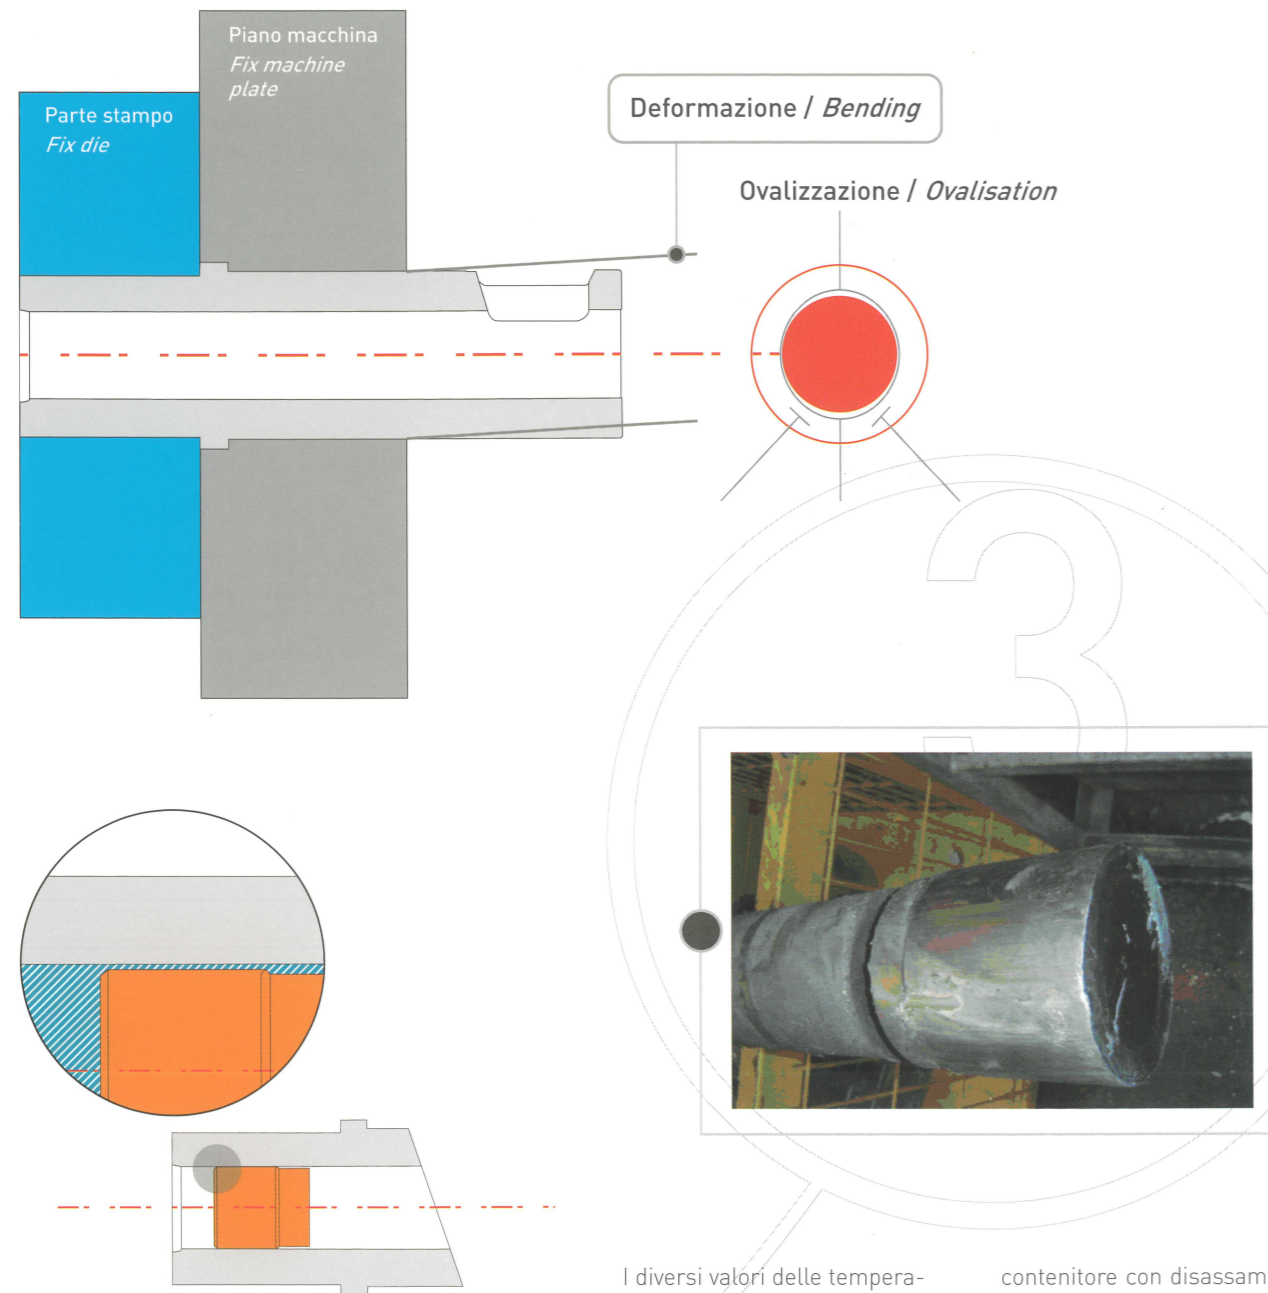 Piano macchina
Fix machine
plate
Parte stampo
Fix die
Deformazione / Bending
Ovalizzazione / Ovalisation
3
I diversi valori delle tempera-
contenitore con disassam